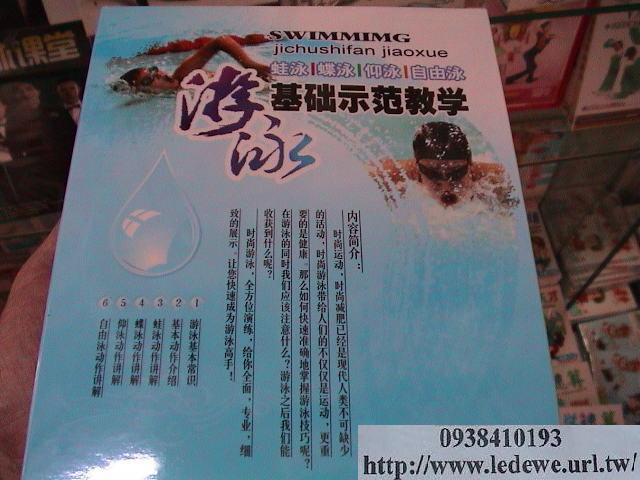 SWIMMIMG
jichushifan jiaoxue
蛙泳|蝶泳|仰泳|自由泳
游泳
基础示范教学
内容简介：
时尚运动，时尚减肥已经是现代人类不可缺少
的活动，时尚游泳带给人们的不仅仅是运动，更重
要的是健康。那么如何快速准确地掌握游泳技巧呢？
在游泳的同时我们应该注意什么？游泳之后我们能
收获到什么呢？
时尚游泳，全方位演练，给你全面，专业，细
致的展示。让您快速成为游泳高手！
1 游泳基本常识
2 基本动作介绍
3 蛙泳动作讲解
4 蝶泳动作讲解
5 仰泳动作讲解
6 自由泳动作讲解
课堂
0938410193
http://www.ledewe.url.tw/